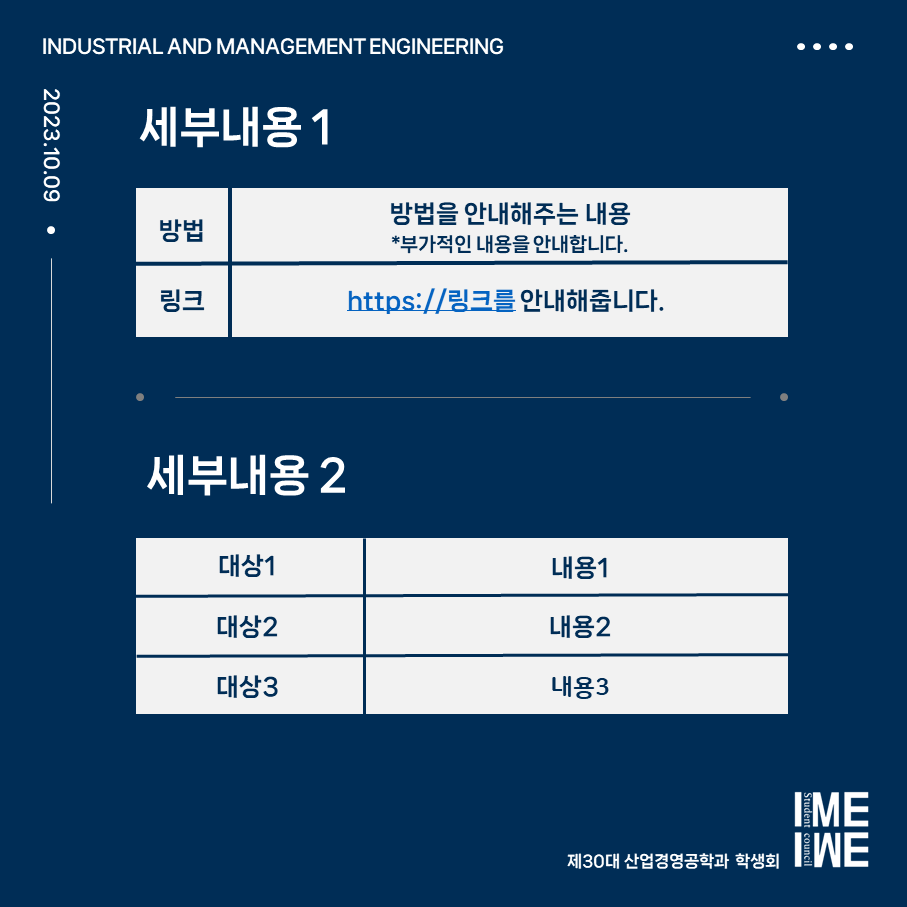 INDUSTRIAL AND MANAGEMENT ENGINEERING
2023.10.09
세부내용 1
방법
방법을 안내해주는 내용
*부가적인 내용을 안내합니다.
링크
https://링크를 안내해줍니다.
세부내용 2
대상1
내용1
대상2
내용2
대상3
내용3
제30대 산업경영공학과 학생회
IME
Student council
IME